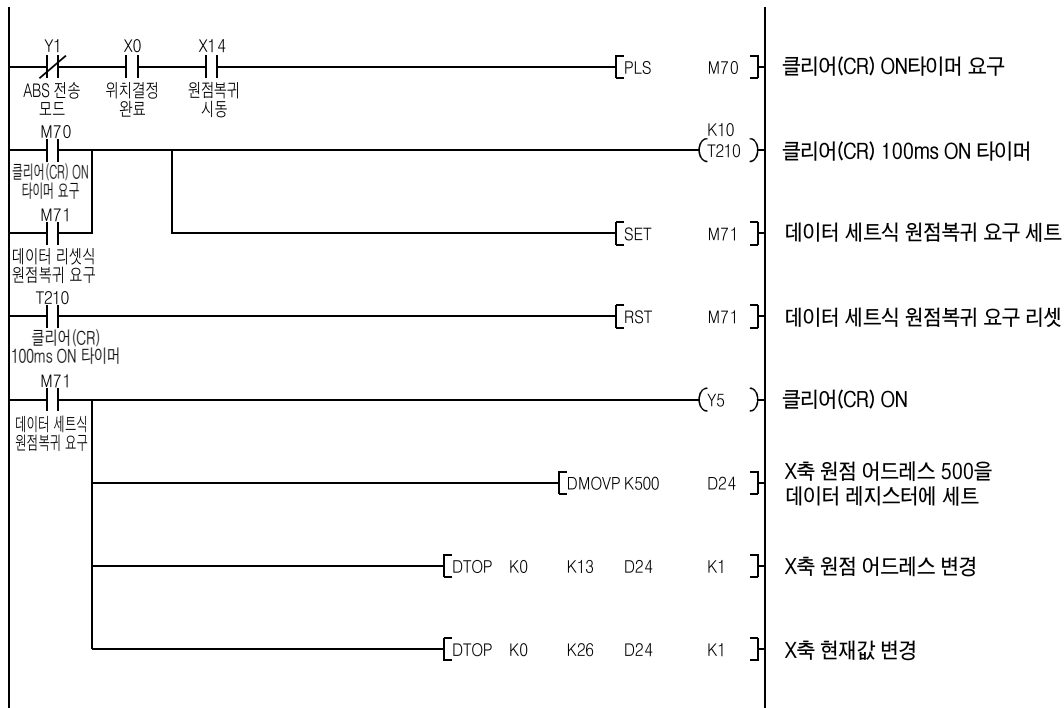 Y1 X0 X14
PLS M70 클리어(CR) ON타이머 요구
ABS 전송 모드
위치결정 완료
원점복귀 시동
M70
K10
T210 클리어(CR) 100ms ON 타이머
클리어(CR) ON
타이머 요구
M71
SET M71 데이터 세트식 원점복귀 요구 세트
데이터 리셋식
원점복귀 요구
T210
RST M71 데이터 세트식 원점복귀 요구 리셋
클리어(CR)
100ms ON 타이머
M71
Y5 클리어(CR) ON
데이터 세트식
원점복귀 요구
DMOVP K500 D24
X축 원점 어드레스 500을
데이터 레지스터에 세트
DTOP K0 K13 D24 K1 X축 원점 어드레스 변경
DTOP K0 K26 D24 K1 X축 현재값 변경